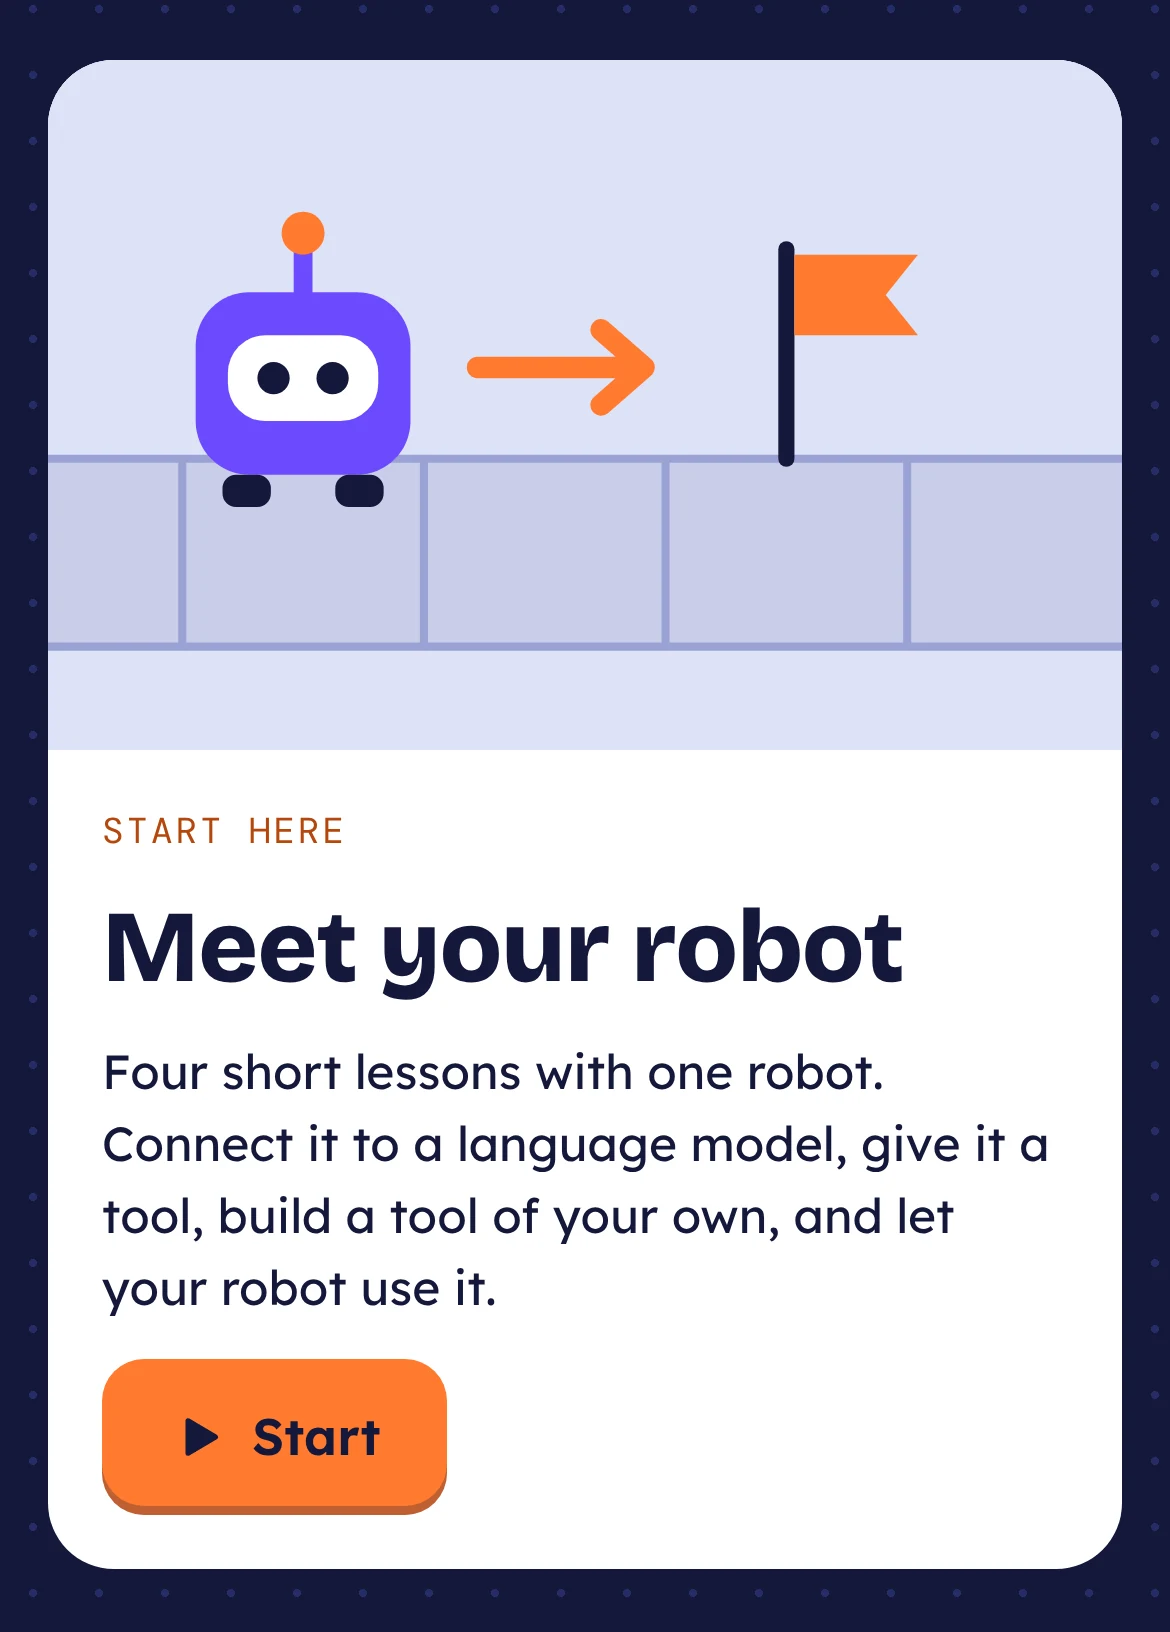 START HERE
Meet your robot
Four short lessons with one robot.
Connect it to a language model, give it a
tool, build a tool of your own, and let
your robot use it.
Start